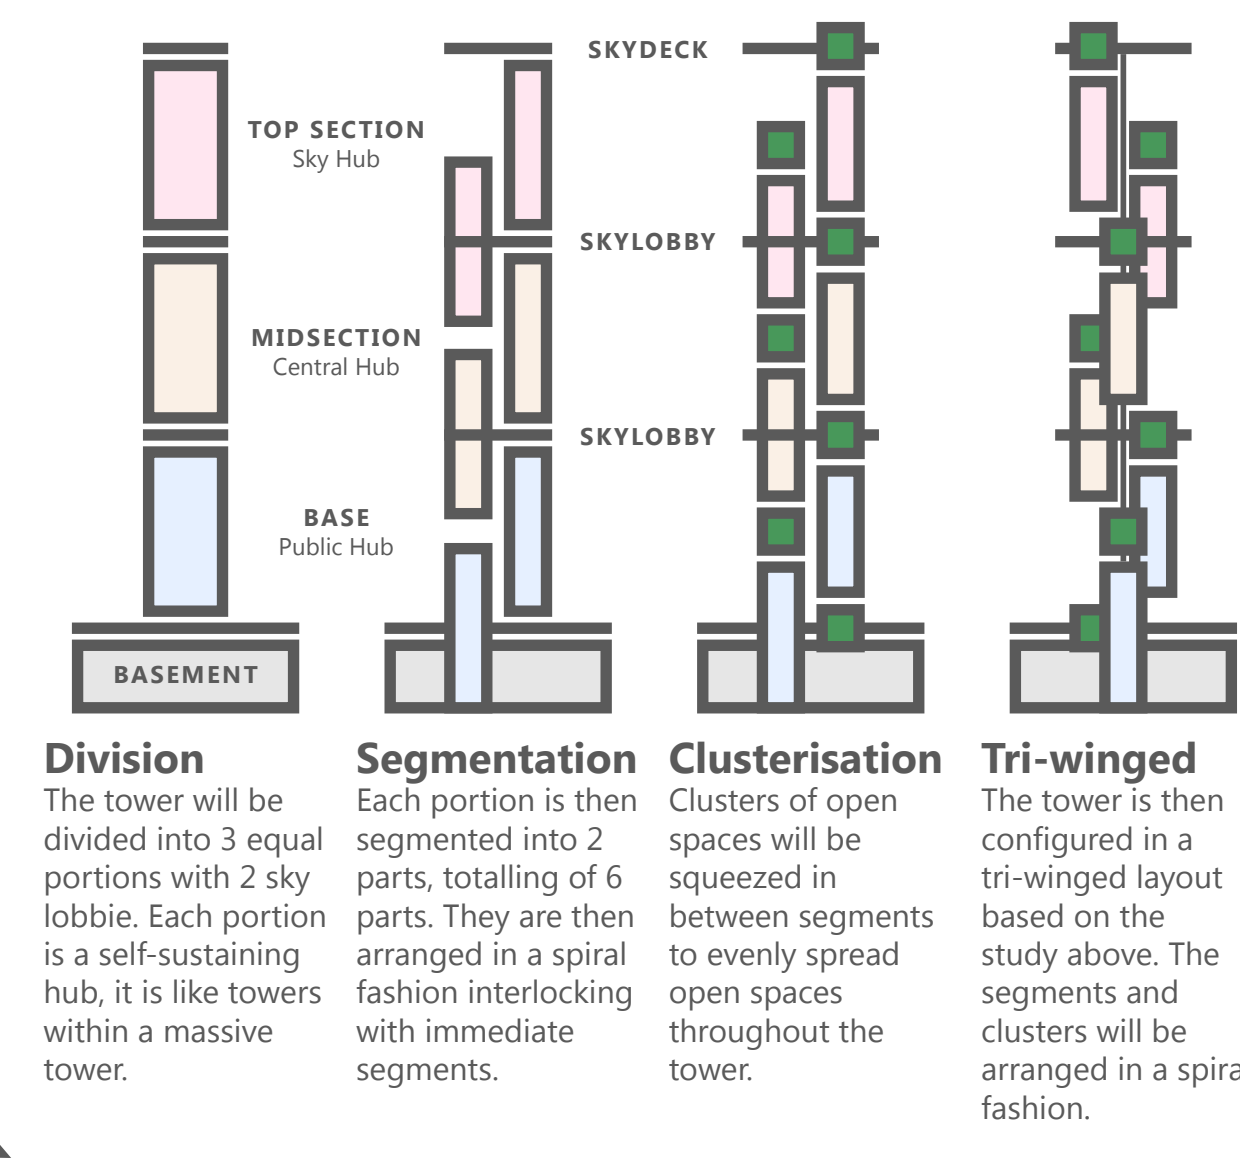 SKYDECK
TOP SECTION
Sky Hub
SKYLOBBY
MIDSECTION
Central Hub
SKYLOBBY
BASE
Public Hub
BASEMENT
Division
The tower will be
divided into 3 equal
portions with 2 sky
lobbie. Each portion
is a self-sustaining
hub, it is like towers
within a massive
tower.
Segmentation
Each portion is then
segmented into 2
parts, totalling of 6
parts. They are then
arranged in a spiral
fashion interlocking
with immediate
segments.
Clusterisation
Clusters of open
spaces will be
squeezed in
between segments
to evenly spread
open spaces
throughout the
tower.
Tri-winged
The tower is then
configured in a
tri-winged layout
based on the
study above. The
segments and
clusters will be
arranged in a spira
fashion.